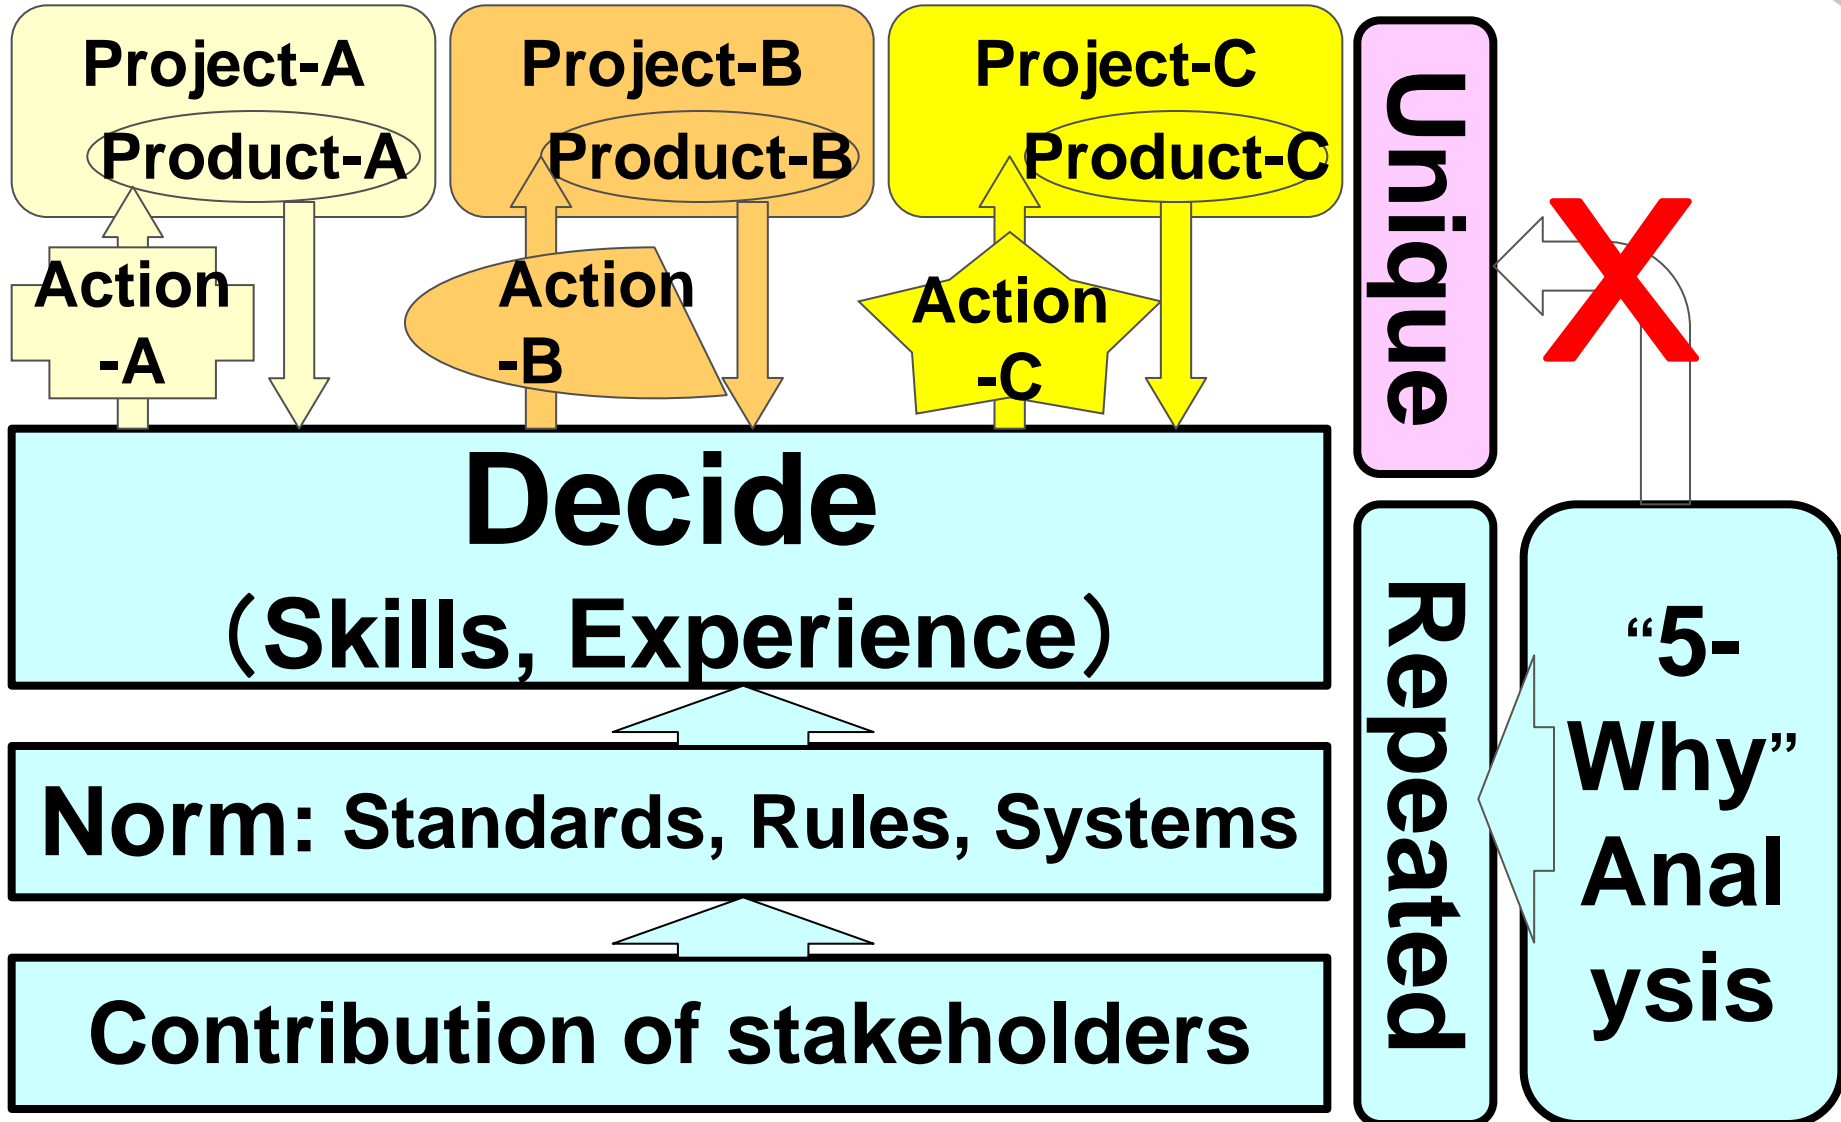 Project-A
Product-A
Project-B
Product-B
Project-C
Product-C
Action
-A
Action
-B
Action
-C
Unique
Decide
（Skills, Experience）
Norm: Standards, Rules, Systems
Contribution of stakeholders
Repeated
“5-
Why”
Anal
ysis
X